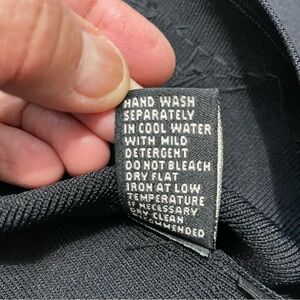 HAND WASH
SEPARATELY
IN COOL WATER
WITH MILD
DETERGENT
DO NOT BLEACH
DRY FLAT
IRON AT LOW
TEMPERATURE
IF NECESSARY
DRY CLEAN
RECOMMENDED